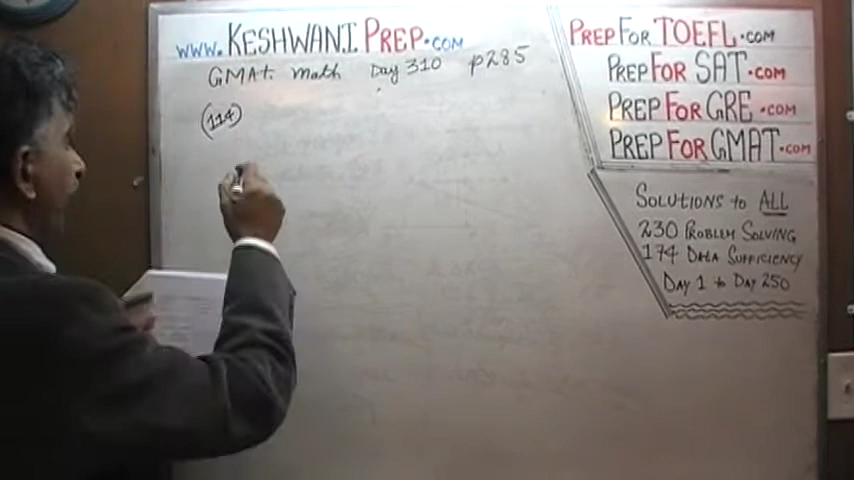 www.KESHWANI PREP.com
GMAT math Day 310 p285
(114)
PREP FOR TOEFL.com
PREP FOR SAT.com
PREP FOR GRE.com
PREP FOR GMAT.com
SOLUTIONS to ALL
230 PROBLEM SOLVING
174 DATA SUFFICIENCY
DAY 1 to DAY 250